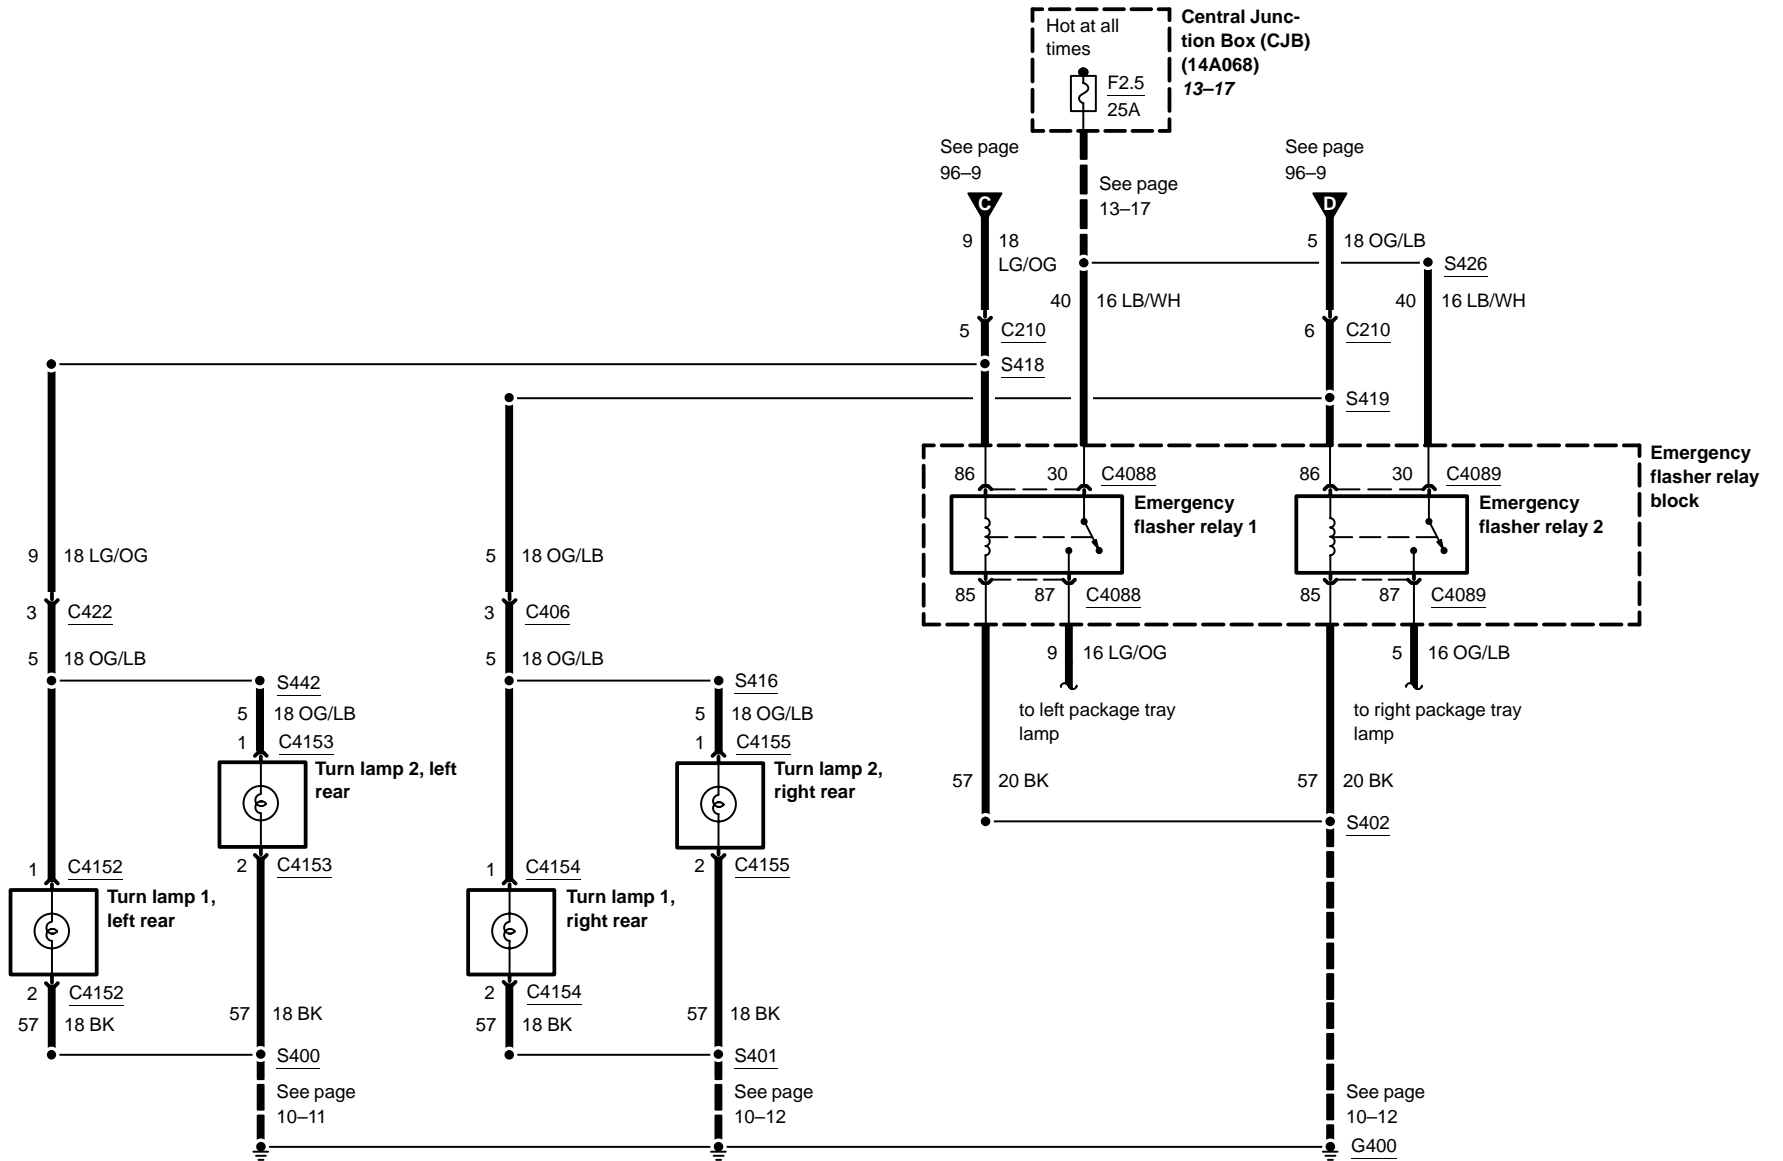 Hot at all
times
F2.5
25A
Central Junc-
tion Box (CJB)
(14A068)
13–17
See page
96–9
See page
13–17
See page
96–9
C
D
9 18
LG/OG
5 18 OG/LB
S426
40 16 LB/WH
40 16 LB/WH
5 C210
6 C210
S418
S419
Emergency
flasher relay
block
86 30 C4088
86 30 C4089
Emergency
flasher relay 1
Emergency
flasher relay 2
85 87 C4088
85 87 C4089
9 18 LG/OG
5 18 OG/LB
3 C422
3 C406
5 18 OG/LB
5 18 OG/LB
9 16 LG/OG
5 16 OG/LB
S442
S416
5 18 OG/LB
5 18 OG/LB
to left package tray
lamp
to right package tray
lamp
1 C4153
1 C4155
Turn lamp 2, left
rear
Turn lamp 2,
right rear
57 20 BK
57 20 BK
S402
2 C4153
2 C4155
1 C4152
1 C4154
Turn lamp 1,
left rear
Turn lamp 1,
right rear
2 C4152
2 C4154
57 18 BK
57 18 BK
57 18 BK
57 18 BK
S400
S401
See page
10–11
See page
10–12
See page
10–12
G400